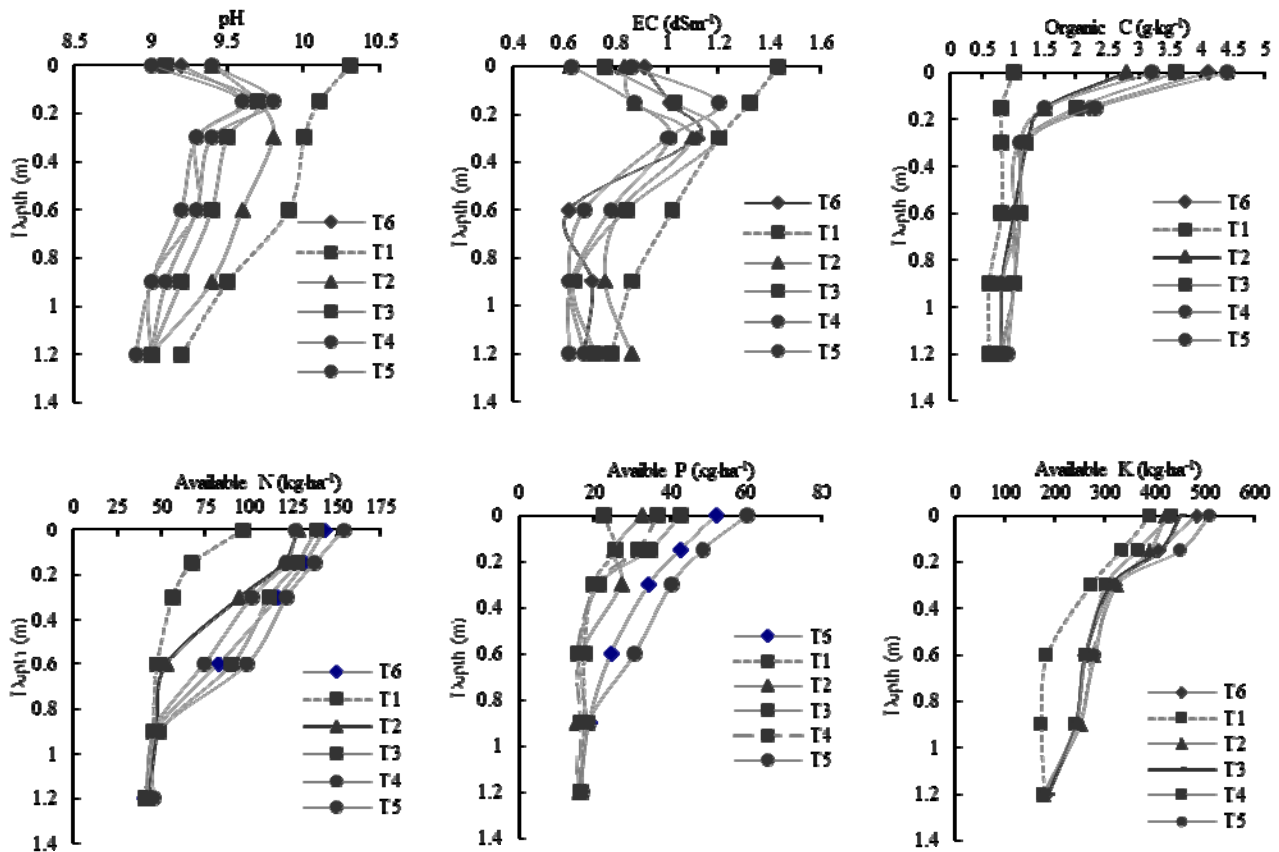 pH
8.5 9 9.5 10 10.5
0
0.2
0.4
0.6
0.8
1
1.2
1.4
(m)
T6
T1
T2
T3
T4
T5
EC (dSm-1)
0.4 0.6 0.8 1 1.2 1.4 1.6
0
0.2
0.4
0.6
0.8
1
1.2
1.4
(m)
T6
T1
T2
T3
T4
T5
Organic C (g·kg-1)
0 0.5 1 1.5 2 2.5 3 3.5 4 4.5 5
0
0.2
0.4
0.6
0.8
1
1.2
1.4
(m)
T6
T1
T2
T3
T4
T5
Available N (kg·ha-1)
0 25 50 75 100 125 150 175
0
0.2
0.4
0.6
0.8
1
1.2
1.4
(m)
T6
T1
T2
T3
T4
T5
Avaible P (kg·ha-1)
0 20 40 60 80
0
0.2
0.4
0.6
0.8
1
1.2
1.4
(m)
T6
T1
T2
T3
T4
T5
Available K (kg·ha-1)
0 100 200 300 400 500 600
0
0.2
0.4
0.6
0.8
1
1.2
1.4
(m)
T6
T1
T2
T3
T4
T5